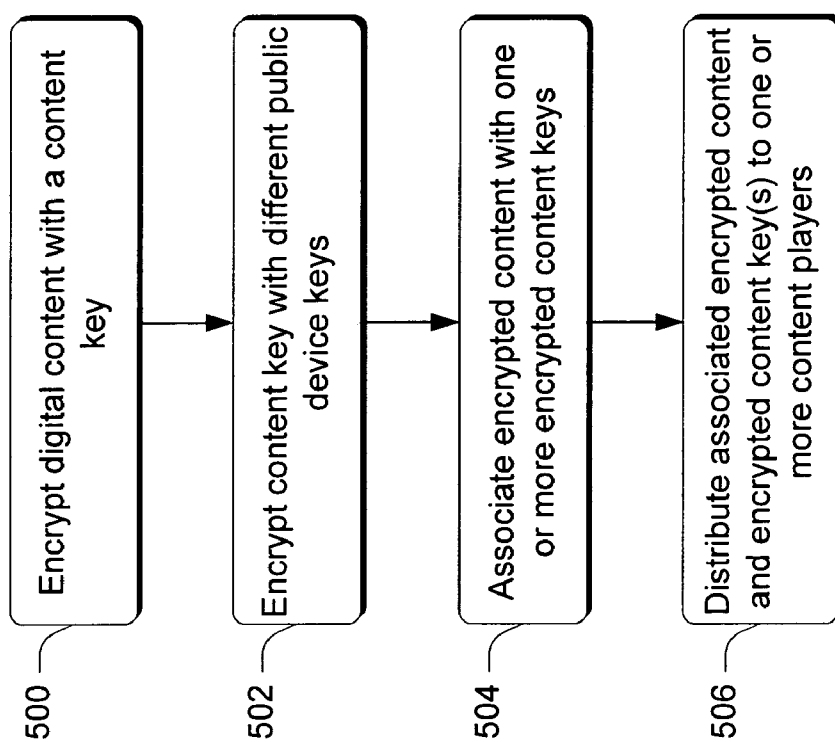 500
Encrypt digital content with a content
key
502
Encrypt content key with different public
device keys
504
Associate encrypted content with one
or more encrypted content keys
506
Distribute associated encrypted content
and encrypted content key(s) to one or
more content players